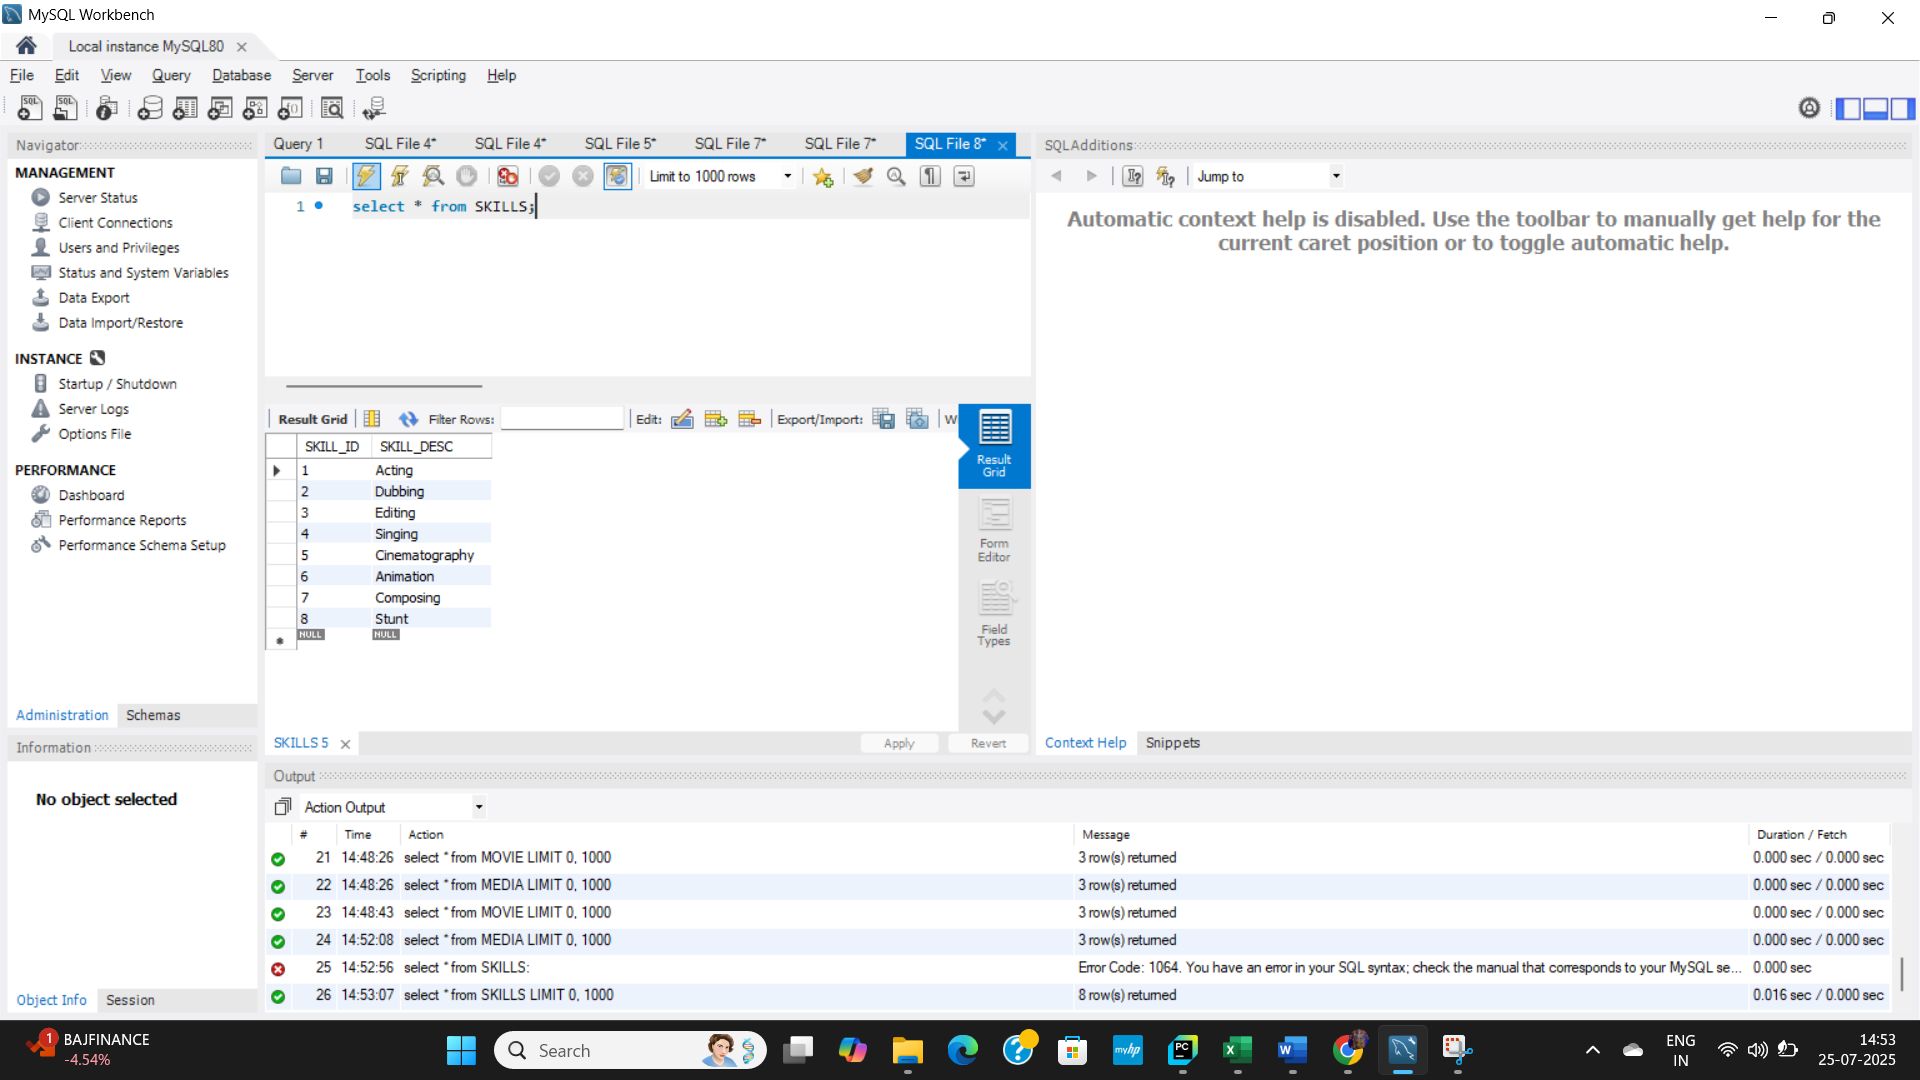 MySQL Workbench
Local instance MySQL80
File Edit View Query Database Server Tools Scripting Help
Navigator
MANAGEMENT
Server Status
Client Connections
Users and Privileges
Status and System Variables
Data Export
Data Import/Restore
INSTANCE
Startup / Shutdown
Server Logs
Options File
PERFORMANCE
Dashboard
Performance Reports
Performance Schema Setup
Administration Schemas
Information
No object selected
Object Info Session
Query 1 SQL File 4* SQL File 4* SQL File 5* SQL File 7* SQL File 7* SQL File 8*
Limit to 1000 rows
1 select * from SKILLS;
Result Grid Filter Rows: Edit: Export/Import: W
SKILL_ID SKILL_DESC
1 Acting
2 Dubbing
3 Editing
4 Singing
5 Cinematography
6 Animation
7 Composing
8 Stunt
NULL NULL
Result
Grid
Form
Editor
Field
Types
SKILLS 5 Apply Revert
SQLAdditions
Jump to
Automatic context help is disabled. Use the toolbar to manually get help for the
current caret position or to toggle automatic help.
Context Help Snippets
Output
Action Output
# Time Action Message Duration / Fetch
21 14:48:26 select * from MOVIE LIMIT 0, 1000 3 row(s) returned 0.000 sec / 0.000 sec
22 14:48:26 select * from MEDIA LIMIT 0, 1000 3 row(s) returned 0.000 sec / 0.000 sec
23 14:48:43 select * from MOVIE LIMIT 0, 1000 3 row(s) returned 0.000 sec / 0.000 sec
24 14:52:08 select * from MEDIA LIMIT 0, 1000 3 row(s) returned 0.000 sec / 0.000 sec
25 14:52:56 select * from SKILLS: Error Code: 1064. You have an error in your SQL syntax; check the manual that corresponds to your MySQL se... 0.000 sec
26 14:53:07 select * from SKILLS LIMIT 0, 1000 8 row(s) returned 0.016 sec / 0.000 sec
1
BAJFINANCE
-4.54%
Search
myhp
PC
X
W
ENG
IN
14:53
25-07-2025